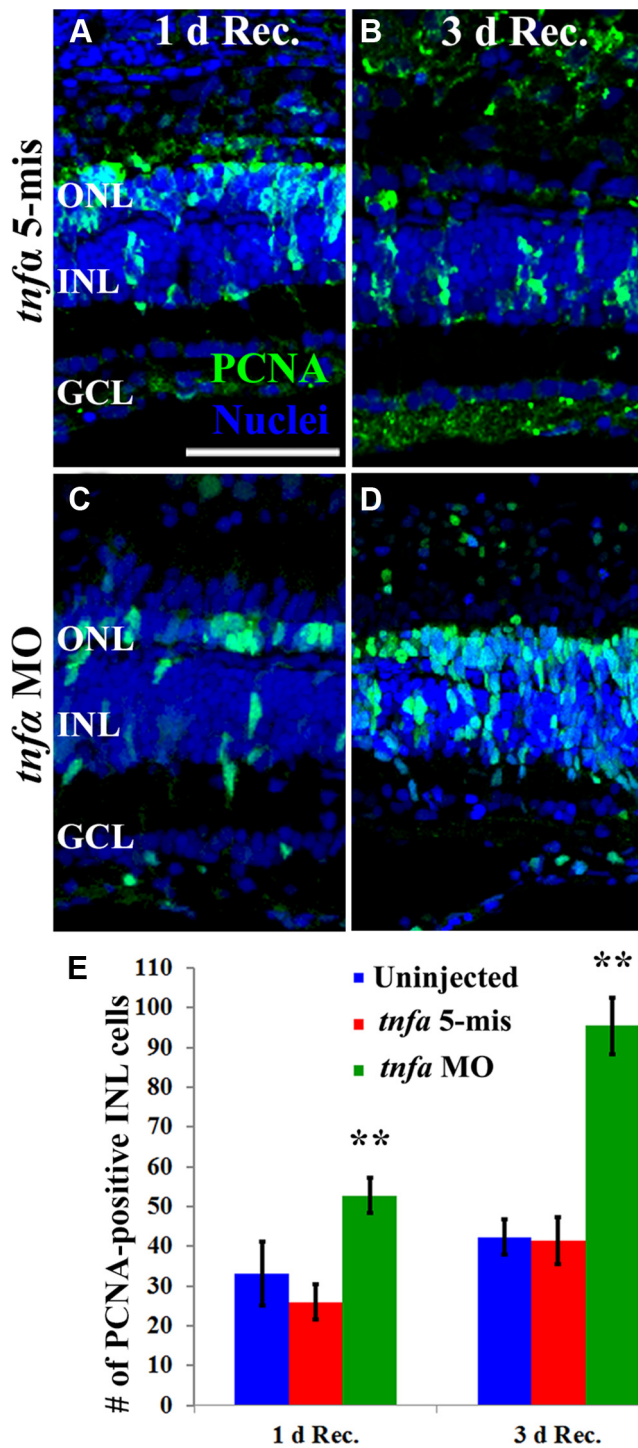 A 1 d Rec.
B 3 d Rec.
tnfα 5-mis
ONL
INL
GCL
PCNA
Nuclei
C
D
tnfα MO
ONL
INL
GCL
E
# of PCNA-positive INL cells
110
100
90
80
70
60
50
40
30
20
10
0
Uninjected
tnfa 5-mis
tnfa MO
**
**
1 d Rec.
3 d Rec.